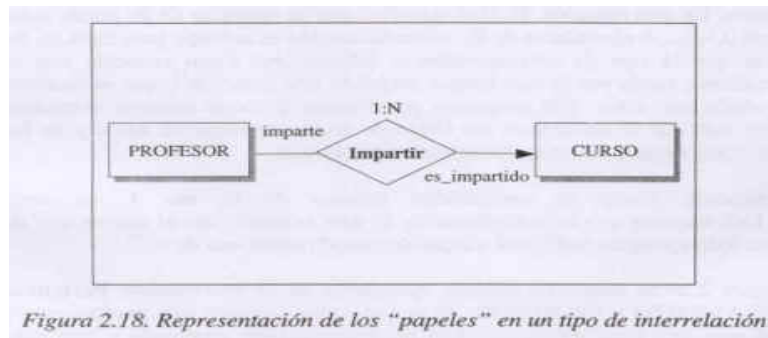 1:N
imparte
PROFESOR
Impartir
CURSO
es_impartido
Figura 2.18. Representación de los "papeles" en un tipo de interrelación